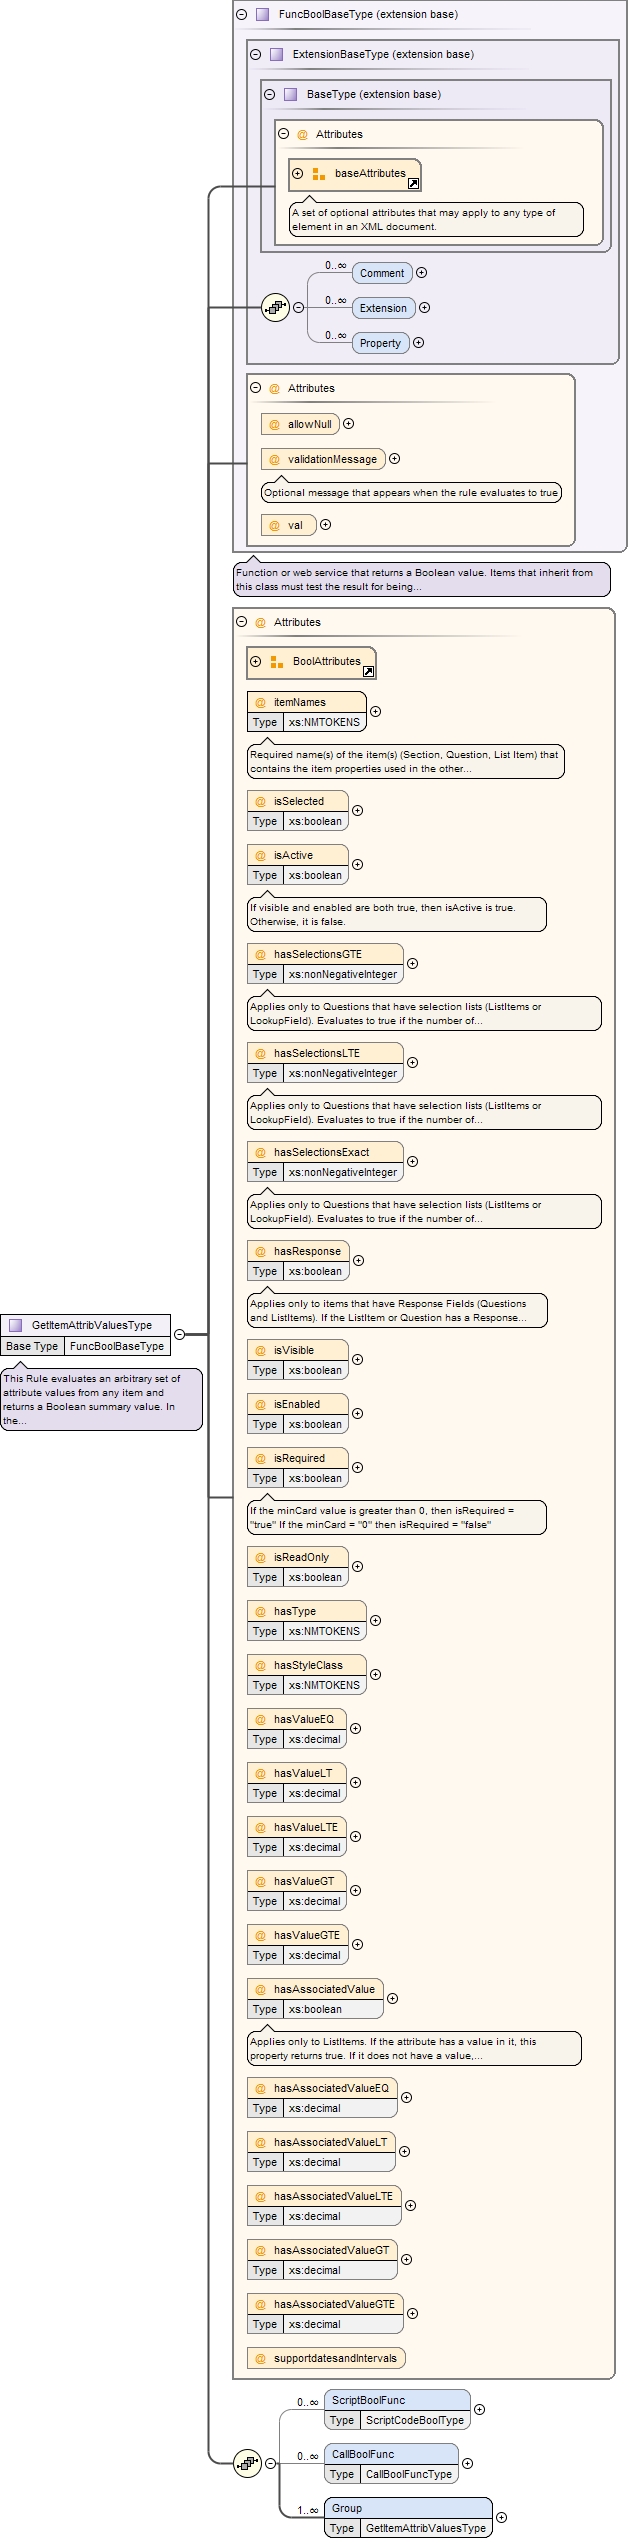 FuncBoolBaseType (extension base)
ExtensionBaseType (extension base)
BaseType (extension base)
@ Attributes
baseAttributes
A set of optional attributes that may apply to any type of
element in an XML document.
0..∞
Comment
0..∞
Extension
0..∞
Property
@ Attributes
@ allowNull
@ validationMessage
Optional message that appears when the rule evaluates to true
@ val
Function or web service that returns a Boolean value. Items that inherit from
this class must test the result for being...
@ Attributes
BoolAttributes
@ itemNames
Type xs:NMTOKENS
Required name(s) of the item(s) (Section, Question, List Item) that
contains the item properties used in the other...
@ isSelected
Type xs:boolean
@ isActive
Type xs:boolean
If visible and enabled are both true, then isActive is true.
Otherwise, it is false.
@ hasSelectionsGTE
Type xs:nonNegativeInteger
Applies only to Questions that have selection lists (ListItems or
LookupField). Evaluates to true if the number of...
@ hasSelectionsLTE
Type xs:nonNegativeInteger
Applies only to Questions that have selection lists (ListItems or
LookupField). Evaluates to true if the number of...
@ hasSelectionsExact
Type xs:nonNegativeInteger
Applies only to Questions that have selection lists (ListItems or
LookupField). Evaluates to true if the number of...
@ hasResponse
Type xs:boolean
Applies only to items that have Response Fields (Questions
and ListItems). If the ListItem or Question has a Response...
GetItemAttribValuesType
Base Type FuncBoolBaseType
This Rule evaluates an arbitrary set of
attribute values from any item and
returns a Boolean summary value. In
the...
@ isVisible
Type xs:boolean
@ isEnabled
Type xs:boolean
@ isRequired
Type xs:boolean
If the minCard value is greater than 0, then isRequired =
"true" If the minCard = "0" then isRequired = "false"
@ isReadOnly
Type xs:boolean
@ hasType
Type xs:NMTOKENS
@ hasStyleClass
Type xs:NMTOKENS
@ hasValueEQ
Type xs:decimal
@ hasValueLT
Type xs:decimal
@ hasValueLTE
Type xs:decimal
@ hasValueGT
Type xs:decimal
@ hasValueGTE
Type xs:decimal
@ hasAssociatedValue
Type xs:boolean
Applies only to ListItems. If the attribute has a value in it, this
property returns true. If it does not have a value,...
@ hasAssociatedValueEQ
Type xs:decimal
@ hasAssociatedValueLT
Type xs:decimal
@ hasAssociatedValueLTE
Type xs:decimal
@ hasAssociatedValueGT
Type xs:decimal
@ hasAssociatedValueGTE
Type xs:decimal
@ supportdatesandIntervals
0..∞
ScriptBoolFunc
Type ScriptCodeBoolType
0..∞
CallBoolFunc
Type CallBoolFuncType
1..∞
Group
Type GetItemAttribValuesType